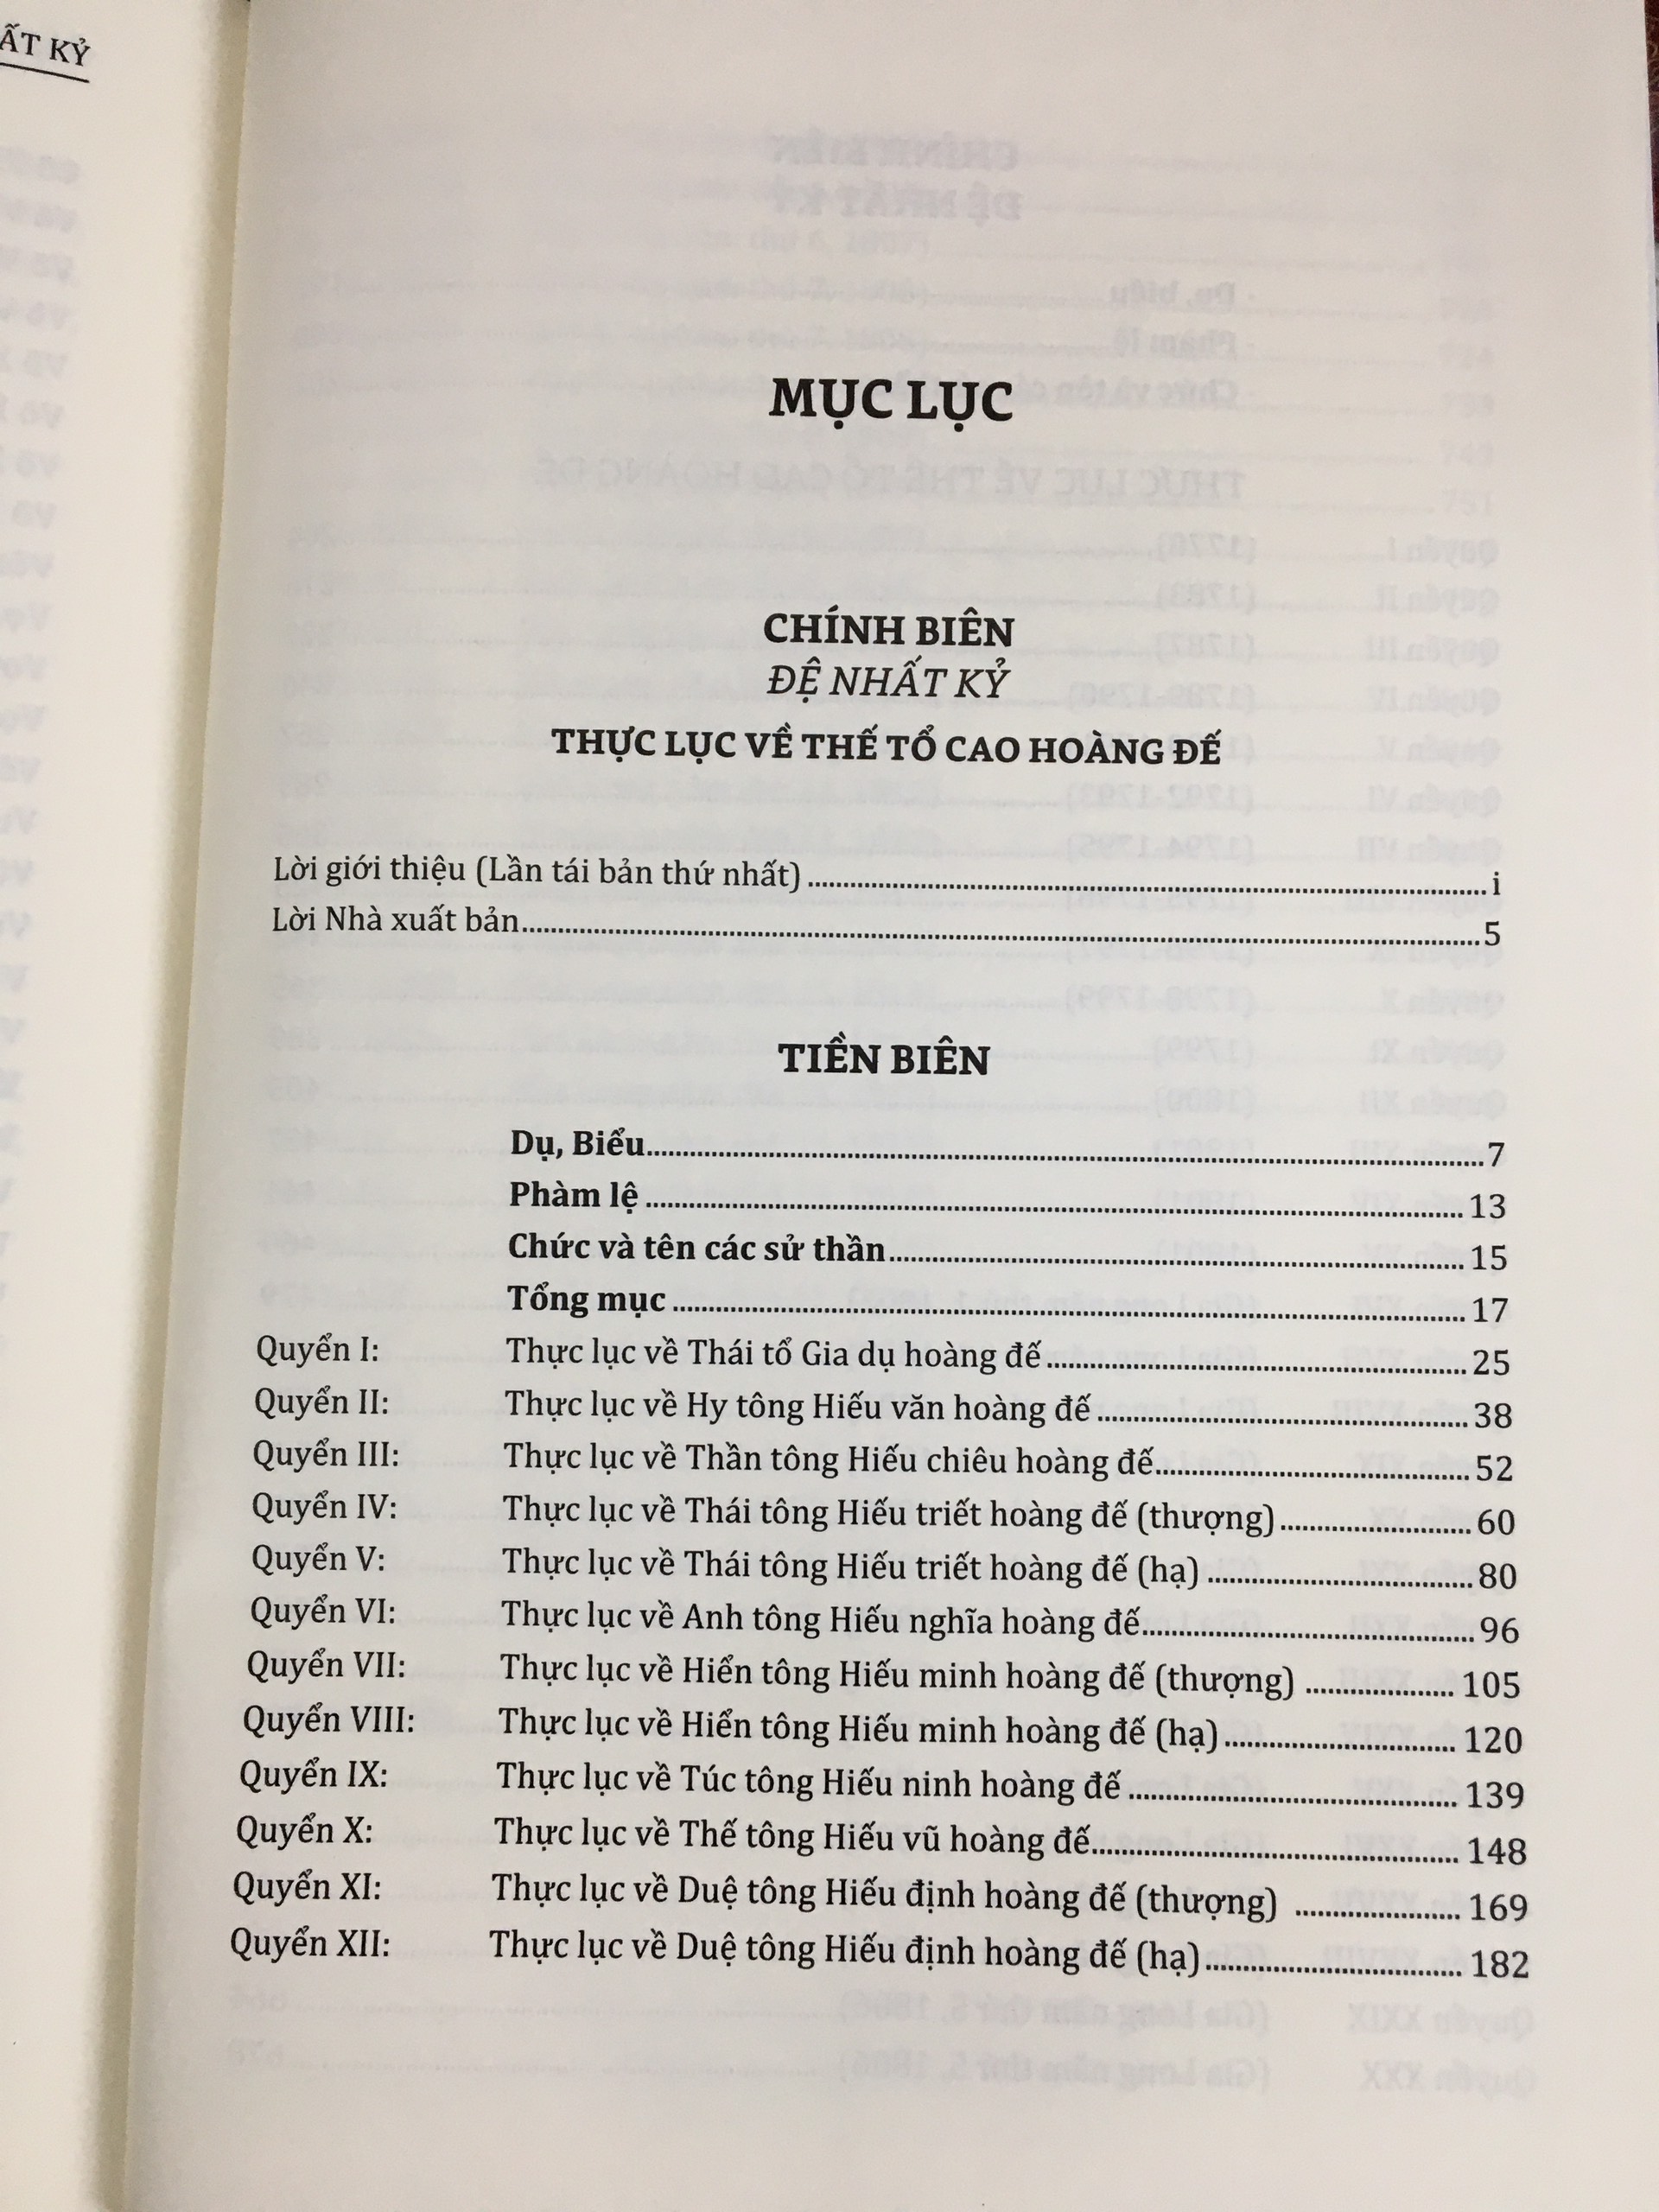 ẤT KỶ
MỤC LỤC
CHÍNH BIÊN
ĐỆ NHẤT KỶ
THỰC LỤC VỀ THẾ TỔ CAO HOÀNG ĐẾ
Lời giới thiệu (Lần tái bản thứ nhất) i
Lời Nhà xuất bản 5
TIỀN BIÊN
Dụ, Biểu 7
Phàm lệ 13
Chức và tên các sử thần 15
Tổng mục 17
Quyển I: Thực lục về Thái tổ Gia dụ hoàng đế 25
Quyển II: Thực lục về Hy tông Hiếu văn hoàng đế 38
Quyển III: Thực lục về Thần tông Hiếu chiêu hoàng đế 52
Quyển IV: Thực lục về Thái tông Hiếu triết hoàng đế (thượng) 60
Quyển V: Thực lục về Thái tông Hiếu triết hoàng đế (hạ) 80
Quyển VI: Thực lục về Anh tông Hiếu nghĩa hoàng đế 96
Quyển VII: Thực lục về Hiển tông Hiếu minh hoàng đế (thượng) 105
Quyển VIII: Thực lục về Hiển tông Hiếu minh hoàng đế (hạ) 120
Quyển IX: Thực lục về Túc tông Hiếu ninh hoàng đế 139
Quyển X: Thực lục về Thế tông Hiếu vũ hoàng đế 148
Quyển XI: Thực lục về Duệ tông Hiếu định hoàng đế (thượng) 169
Quyển XII: Thực lục về Duệ tông Hiếu định hoàng đế (hạ) 182